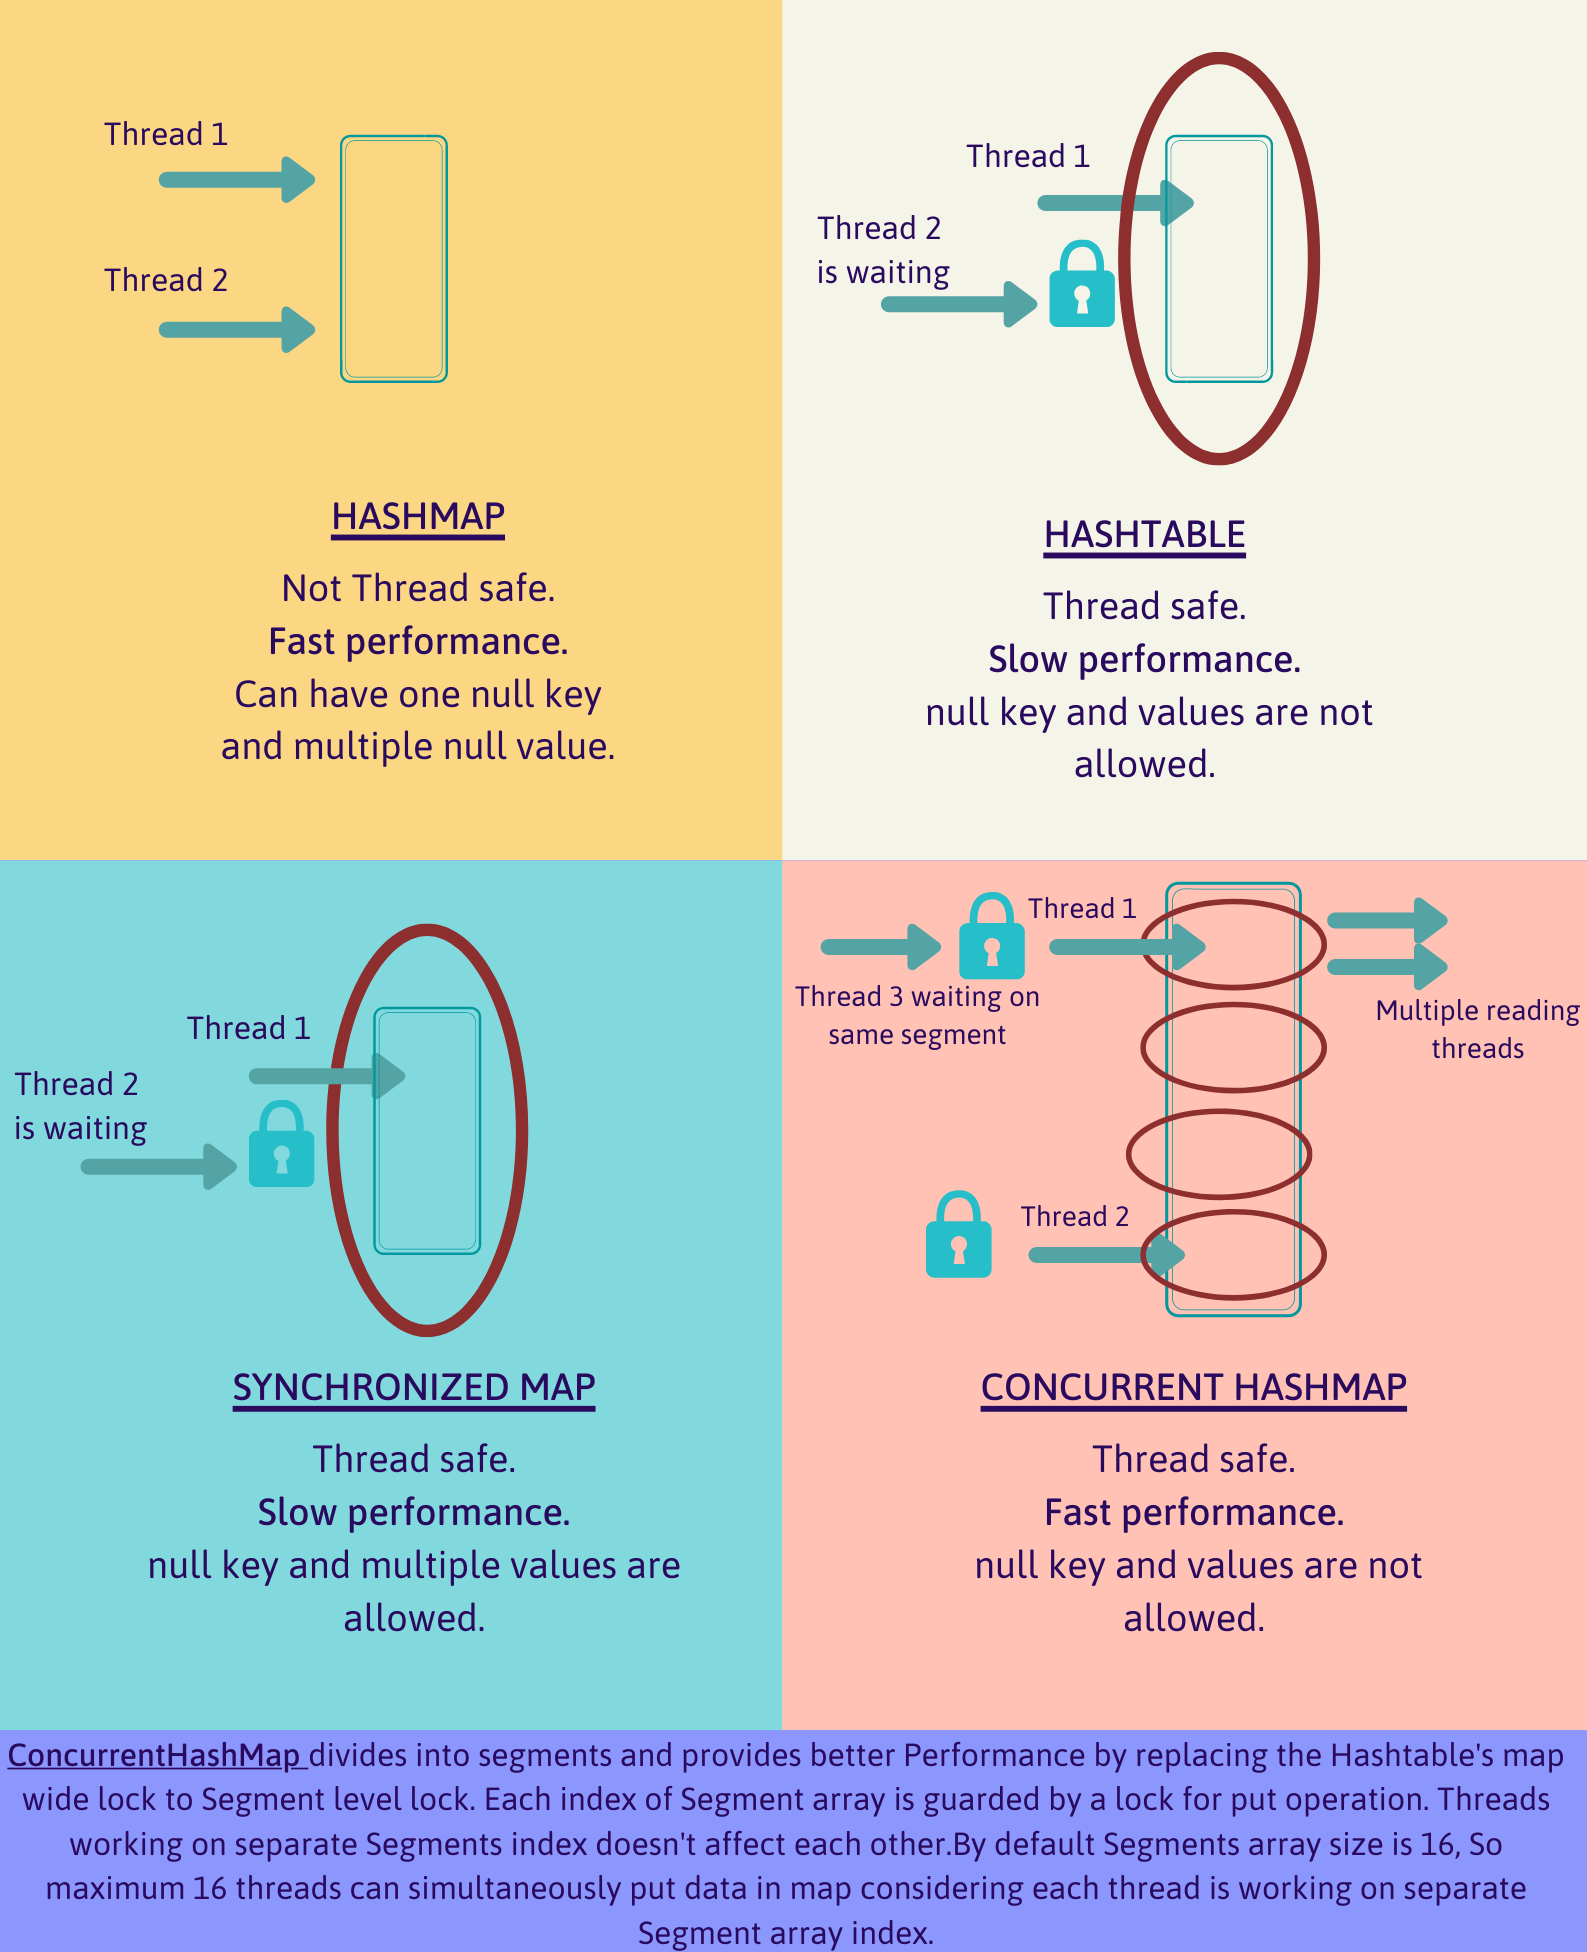 Thread 1
Thread 2
HASHMAP
Not Thread safe.
Fast performance.
Can have one null key
and multiple null value.
Thread 1
Thread 2
is waiting
HASHTABLE
Thread safe.
Slow performance.
null key and values are not
allowed.
Thread 1
Thread 2
is waiting
SYNCHRONIZED MAP
Thread safe.
Slow performance.
null key and multiple values are
allowed.
Thread 1
Thread 3 waiting on
same segment
Multiple reading
threads
Thread 2
CONCURRENT HASHMAP
Thread safe.
Fast performance.
null key and values are not
allowed.
ConcurrentHashMap divides into segments and provides better Performance by replacing the Hashtable's map
wide lock to Segment level lock. Each index of Segment array is guarded by a lock for put operation. Threads
working on separate Segments index doesn't affect each other.By default Segments array size is 16, So
maximum 16 threads can simultaneously put data in map considering each thread is working on separate
Segment array index.